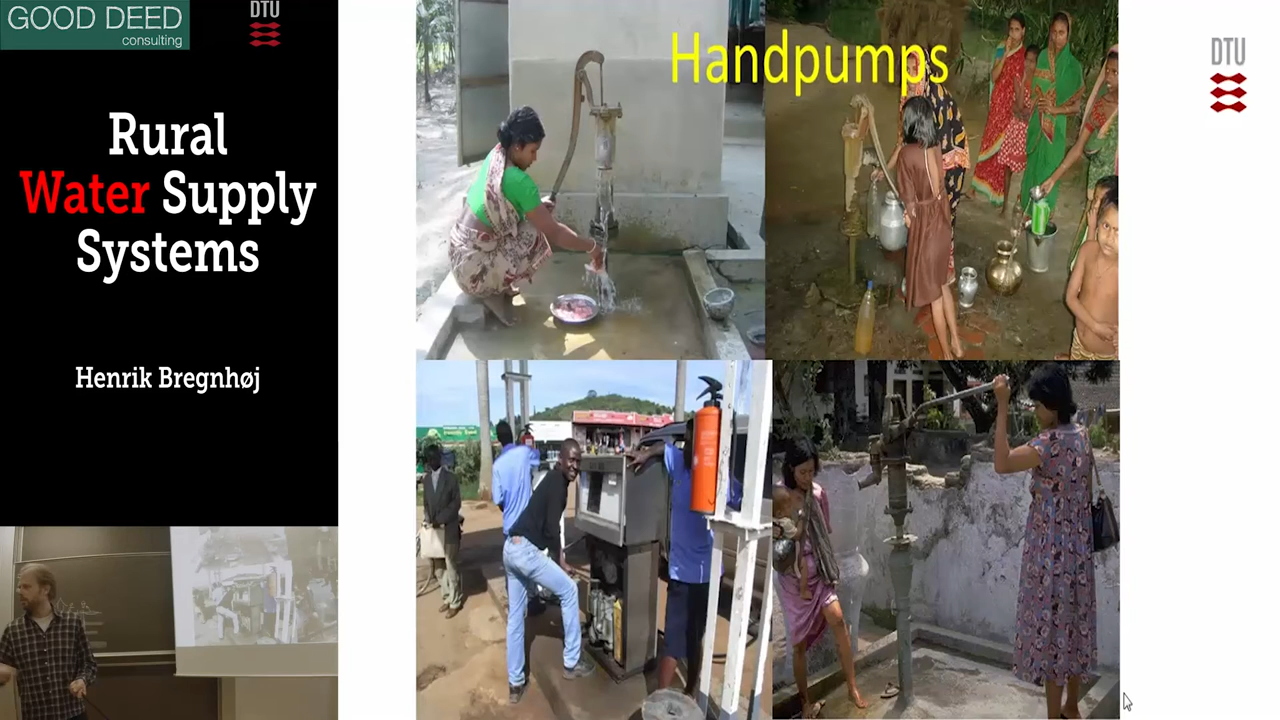 GOOD DEED
consulting
DTU
Rural
Water Supply
Systems
Henrik Bregnhøj
Handpumps
DTU